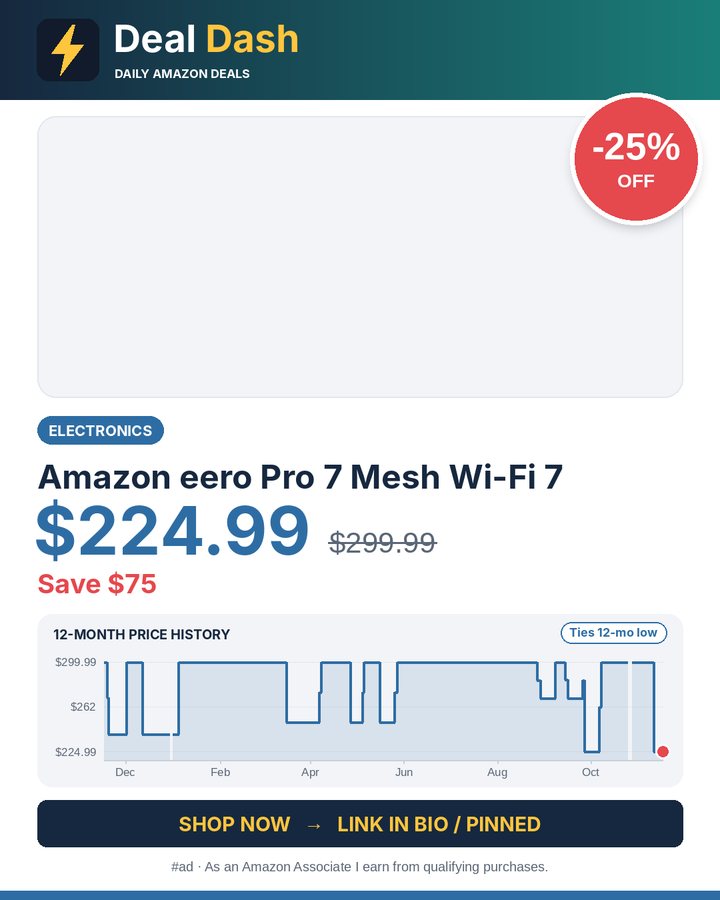 Deal Dash
DAILY AMAZON DEALS
-25%
OFF
ELECTRONICS
Amazon eero Pro 7 Mesh Wi-Fi 7
$224.99 $299.99
Save $75
12-MONTH PRICE HISTORY
Ties 12-mo low
$299.99
$262
$224.99
Dec Feb Apr Jun Aug Oct
SHOP NOW → LINK IN BIO / PINNED
#ad · As an Amazon Associate I earn from qualifying purchases.